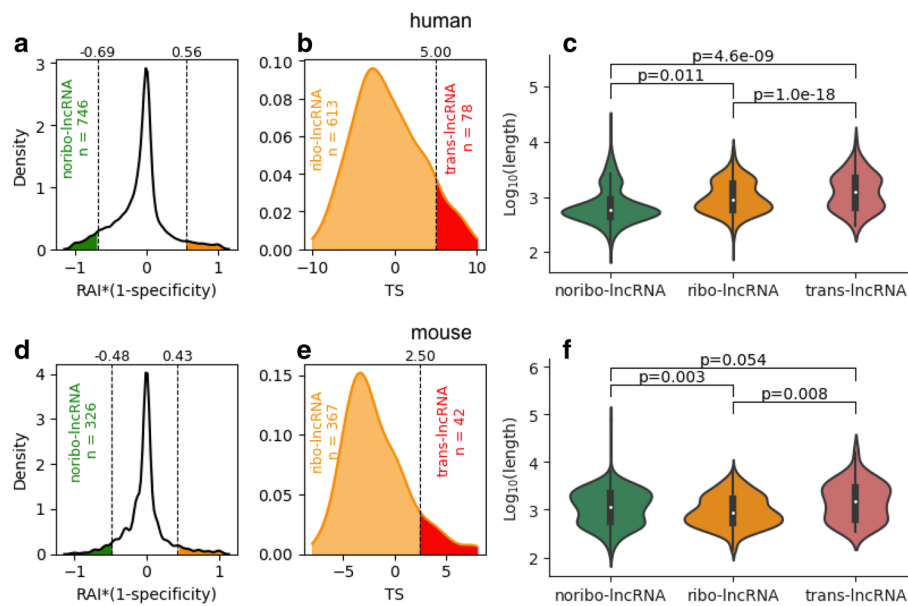 human
a
-0.69
0.56
3
2
1
0
Density
noribo-lncRNA
n = 746
−1
0
1
RAI*(1-specificity)
b
5.00
0.10
0.08
0.06
0.04
0.02
0.00
ribo-lncRNA
n = 613
trans-lncRNA
n = 78
−10
0
10
TS
c
p=4.6e-09
p=0.011
p=1.0e-18
5
4
3
2
Log10(length)
noribo-lncRNA
ribo-lncRNA
trans-lncRNA
mouse
d
-0.48
0.43
4
3
2
1
0
Density
noribo-lncRNA
n = 326
−1
0
1
RAI*(1-specificity)
e
2.50
0.15
0.10
0.05
0.00
ribo-lncRNA
n = 367
trans-lncRNA
n = 42
−5
0
5
TS
f
p=0.054
p=0.003
p=0.008
6
5
4
3
2
Log10(length)
noribo-lncRNA
ribo-lncRNA
trans-lncRNA